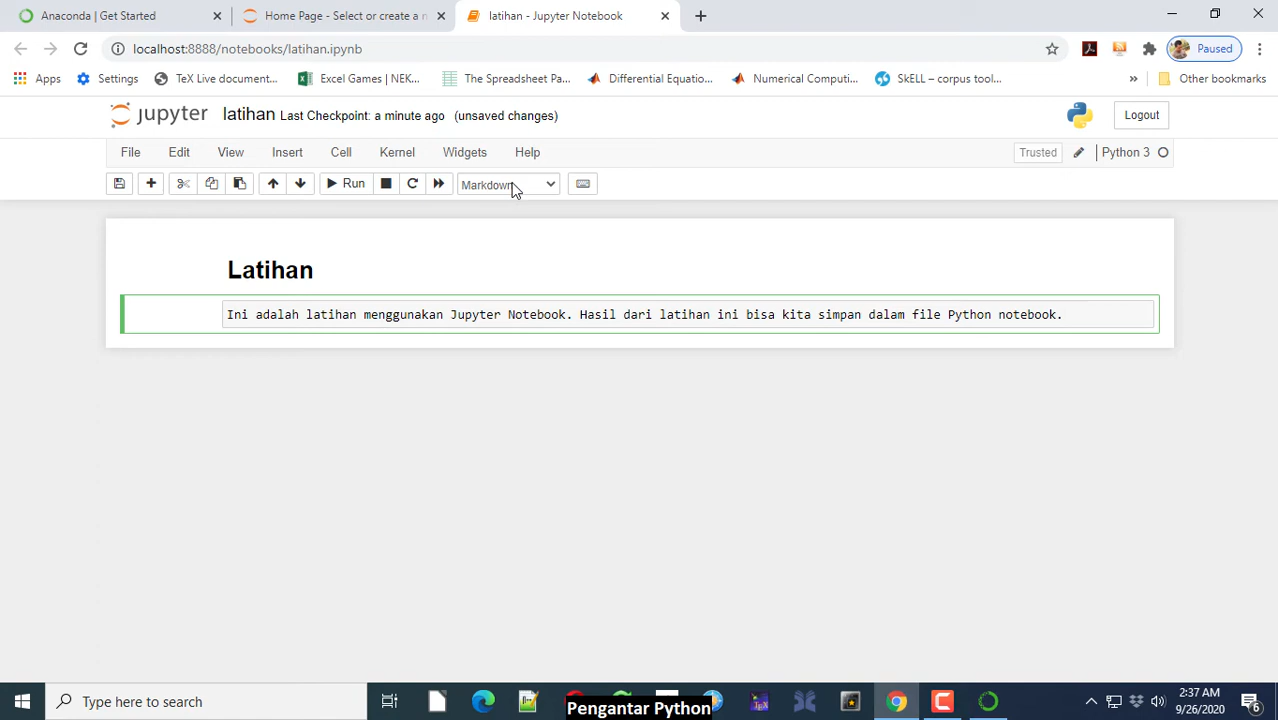 Anaconda | Get Started
Home Page - Select or create a n
latihan - Jupyter Notebook
localhost:8888/notebooks/latihan.ipynb
Paused
Apps
Settings
TeX Live document...
Excel Games | NEK...
The Spreadsheet Pa...
Differential Equatio...
Numerical Computi...
SkELL – corpus tool...
»
Other bookmarks
jupyter latihan Last Checkpoint: a minute ago (unsaved changes)
Logout
File Edit View Insert Cell Kernel Widgets Help
Trusted
Python 3
Run
Markdown
Latihan
Ini adalah latihan menggunakan Jupyter Notebook. Hasil dari latihan ini bisa kita simpan dalam file Python notebook.
Type here to search
Pengantar Python
2:37 AM
9/26/2020
6